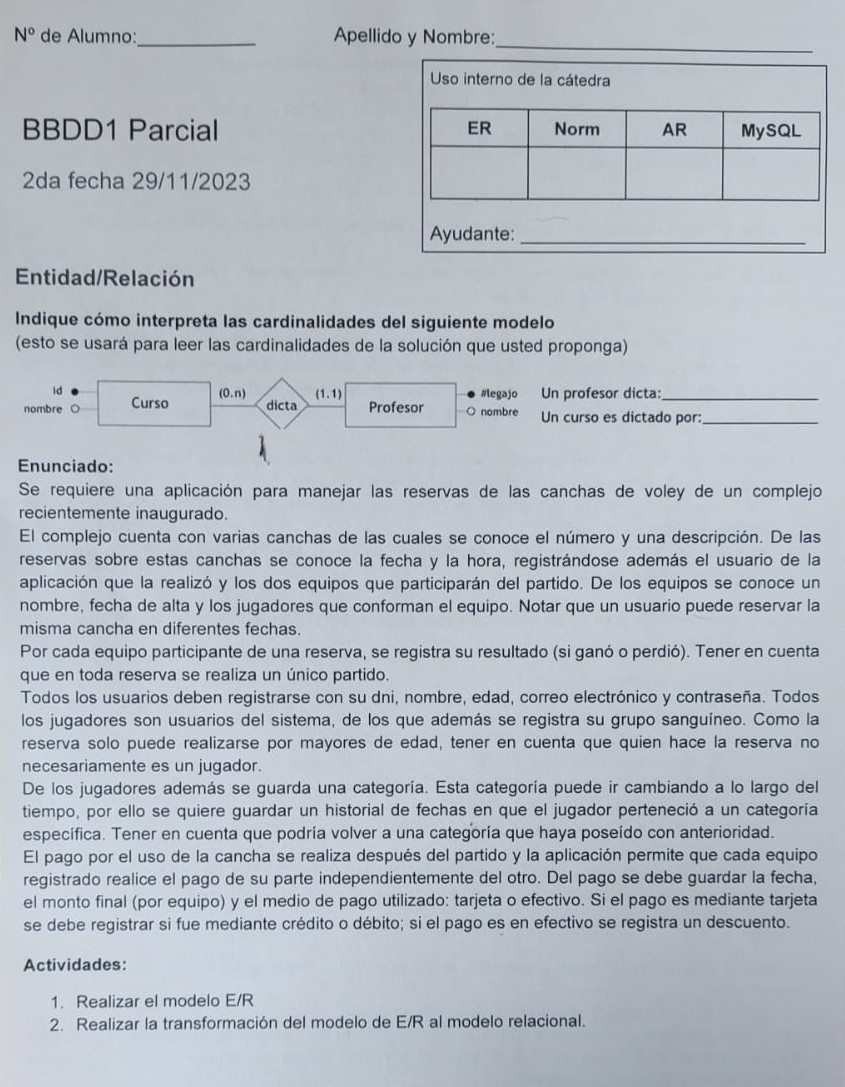 Nº de Alumno:___________ Apellido y Nombre:______________________________
Uso interno de la cátedra
BBDD1 Parcial
ER Norm AR MySQL
2da fecha 29/11/2023
Ayudante: ___________________________
Entidad/Relación
Indique cómo interpreta las cardinalidades del siguiente modelo
(esto se usará para leer las cardinalidades de la solución que usted proponga)
id Curso (0.n) dicta (1.1) Profesor #legajo Un profesor dicta:_______________
nombre nombre Un curso es dictado por:___________
Enunciado:
Se requiere una aplicación para manejar las reservas de las canchas de voley de un complejo
recientemente inaugurado.
El complejo cuenta con varias canchas de las cuales se conoce el número y una descripción. De las
reservas sobre estas canchas se conoce la fecha y la hora, registrándose además el usuario de la
aplicación que la realizó y los dos equipos que participarán del partido. De los equipos se conoce un
nombre, fecha de alta y los jugadores que conforman el equipo. Notar que un usuario puede reservar la
misma cancha en diferentes fechas.
Por cada equipo participante de una reserva, se registra su resultado (si ganó o perdió). Tener en cuenta
que en toda reserva se realiza un único partido.
Todos los usuarios deben registrarse con su dni, nombre, edad, correo electrónico y contraseña. Todos
los jugadores son usuarios del sistema, de los que además se registra su grupo sanguíneo. Como la
reserva solo puede realizarse por mayores de edad, tener en cuenta que quien hace la reserva no
necesariamente es un jugador.
De los jugadores además se guarda una categoría. Esta categoría puede ir cambiando a lo largo del
tiempo, por ello se quiere guardar un historial de fechas en que el jugador perteneció a un categoría
específica. Tener en cuenta que podría volver a una categoría que haya poseído con anterioridad.
El pago por el uso de la cancha se realiza después del partido y la aplicación permite que cada equipo
registrado realice el pago de su parte independientemente del otro. Del pago se debe guardar la fecha,
el monto final (por equipo) y el medio de pago utilizado: tarjeta o efectivo. Si el pago es mediante tarjeta
se debe registrar si fue mediante crédito o débito; si el pago es en efectivo se registra un descuento.
Actividades:
1. Realizar el modelo E/R
2. Realizar la transformación del modelo de E/R al modelo relacional.